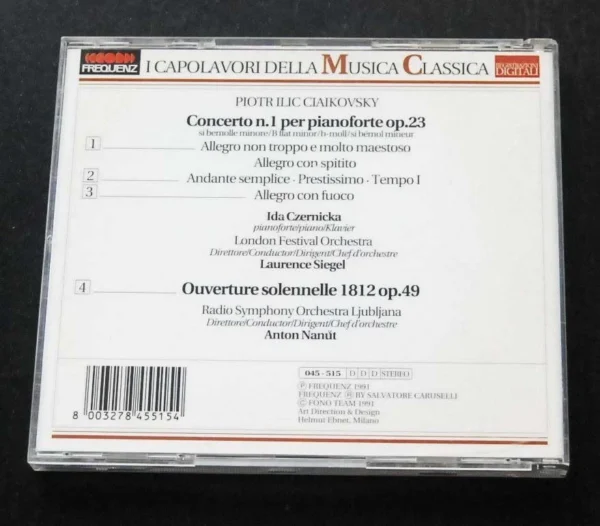 FREQUENZ
I CAPOLAVORI DELLA MUSICA CLASSICA
REGISTRAZIONI
DIGITALI
PIOTR ILIC CIAIKOVSKY
Concerto n.1 per pianoforte op.23
si bemolle minore/B flat minor/b-moll/si bémol mineur
1 Allegro non troppo e molto maestoso
Allegro con spitito
2 Andante semplice - Prestissimo - Tempo I
3 Allegro con fuoco
Ida Czernicka
pianoforte/piano/Klavier
London Festival Orchestra
Direttore/Conductor/Dirigent/Chef d'orchestre
Laurence Siegel
4 Ouverture solennelle 1812 op.49
Radio Symphony Orchestra Ljubljana
Direttore/Conductor/Dirigent/Chef d'orchestre
Anton Nanùt
045 - 515 D D D STEREO
℗ FREQUENZ 1991
FREQUENZ ℗ BY SALVATORE CARUSELLI
© FONO TEAM 1991
Art Direction & Design
Helmut Ebner, Milano
8 003278 455154